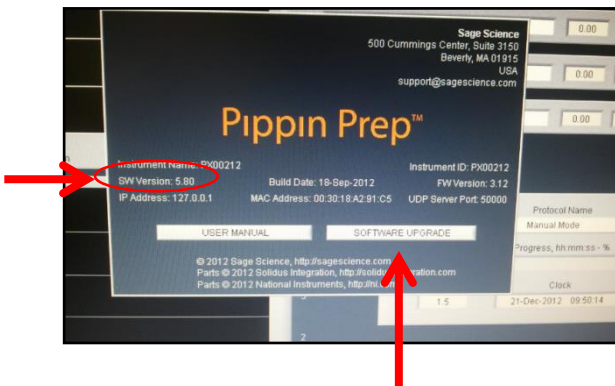 Sage Science
500 Cummings Center, Suite 3150
Beverly, MA 01915
USA
support@sagescience.com
Pippin Prep™
Instrument Name: PX00212
Instrument ID: PX00212
SW Version: 5.80
Build Date: 18-Sep-2012
FW Version: 3.12
IP Address: 127.0.0.1
MAC Address: 00.30.18.A2.91.C5
UDP Server Port: 50000
USER MANUAL
SOFTWARE UPGRADE
© 2012 Sage Science, http://sagescience.com
Parts © 2012 Solidus Integration, http://solidusintegration.com
Parts © 2012 National Instruments, http://ni.
0.00
0.00
0.00
Protocol Name
Manual Mode
Progress, hh:mm:ss - %
Clock
1.5
21-Dec-2012 09:50:14
2